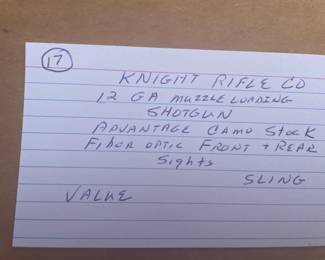 17
KNIGHT RIFLE CO
12 GA MUZZLE LOADING
SHOTGUN
ADVANTAGE CAMO STOCK
FIBER OPTIC FRONT + REAR
SIGHTS
SLING
VALUE